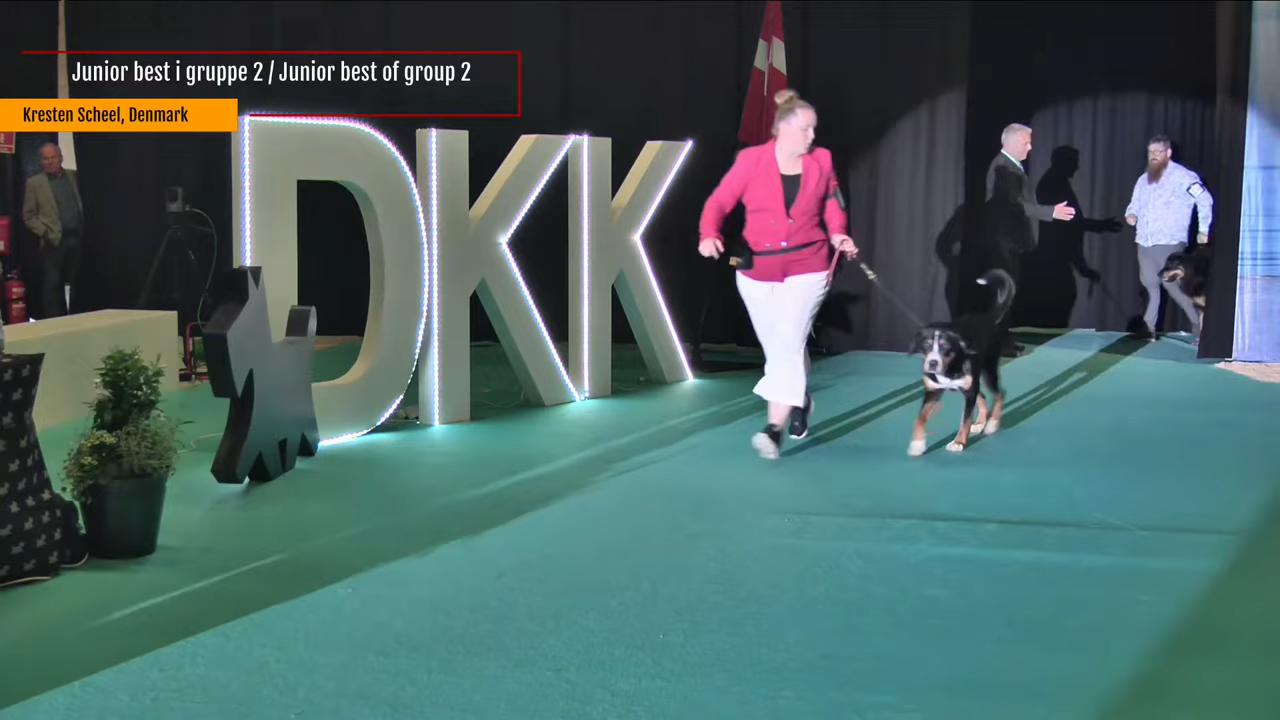 Junior best i gruppe 2 / Junior best of group 2
Kresten Scheel, Denmark
DKK